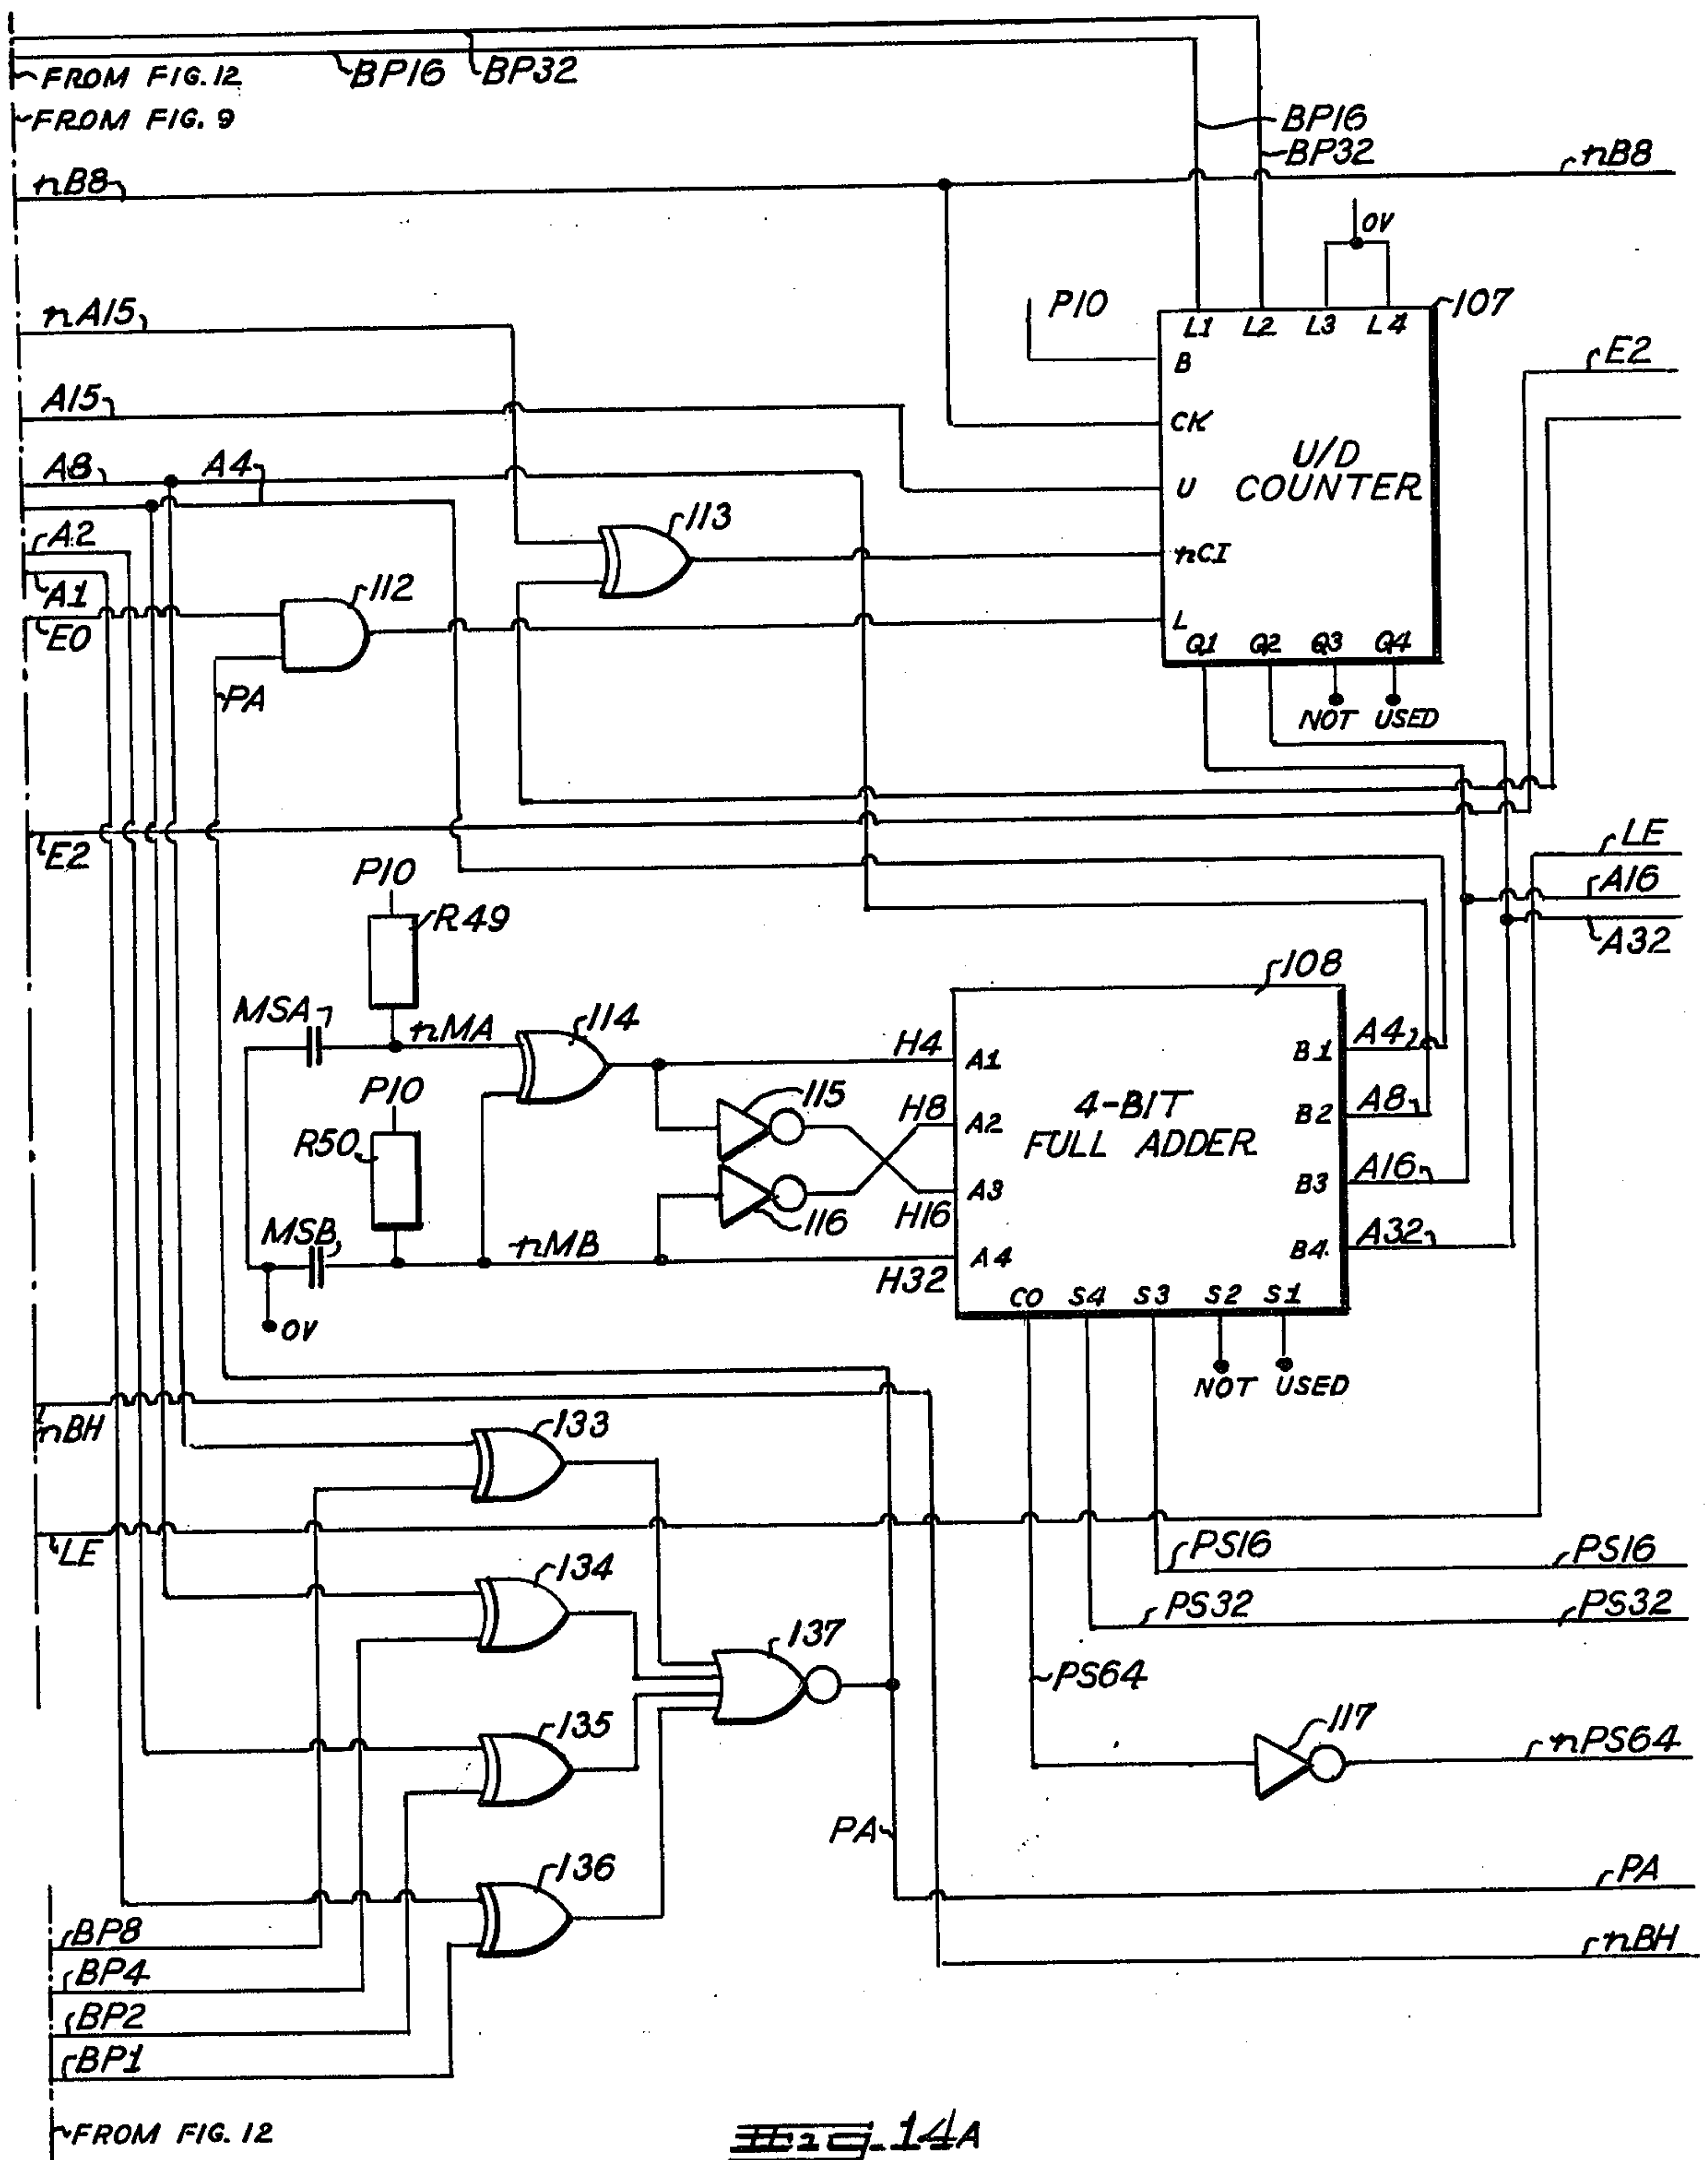 FROM FIG. 12
BP16
BP32
FROM FIG. 9
BP16
BP32
nB8
nB8
0V
P10
107
L1 L2 L3 L4
B
nA15
E2
A15
CK
U/D
COUNTER
A8
A4
U
113
A2
nCI
A1
112
E0
L
Q1 Q2 Q3 Q4
PA
NOT USED
E2
LE
P10
A16
R49
A32
108
MSA
nMA
114
H4
A1
B1
A4
P10
115
H8
A2
4-BIT
FULL ADDER
B2
A8
R50
A3
B3
A16
116
H16
MSB
nMB
A4
B4
A32
H32
CO S4 S3 S2 S1
0V
NOT USED
nBH
133
LE
PS16
PS16
134
PS32
PS32
137
PS64
135
117
nPS64
PA
136
PA
BP8
nBH
BP4
BP2
BP1
FROM FIG. 12
Fig. 14A